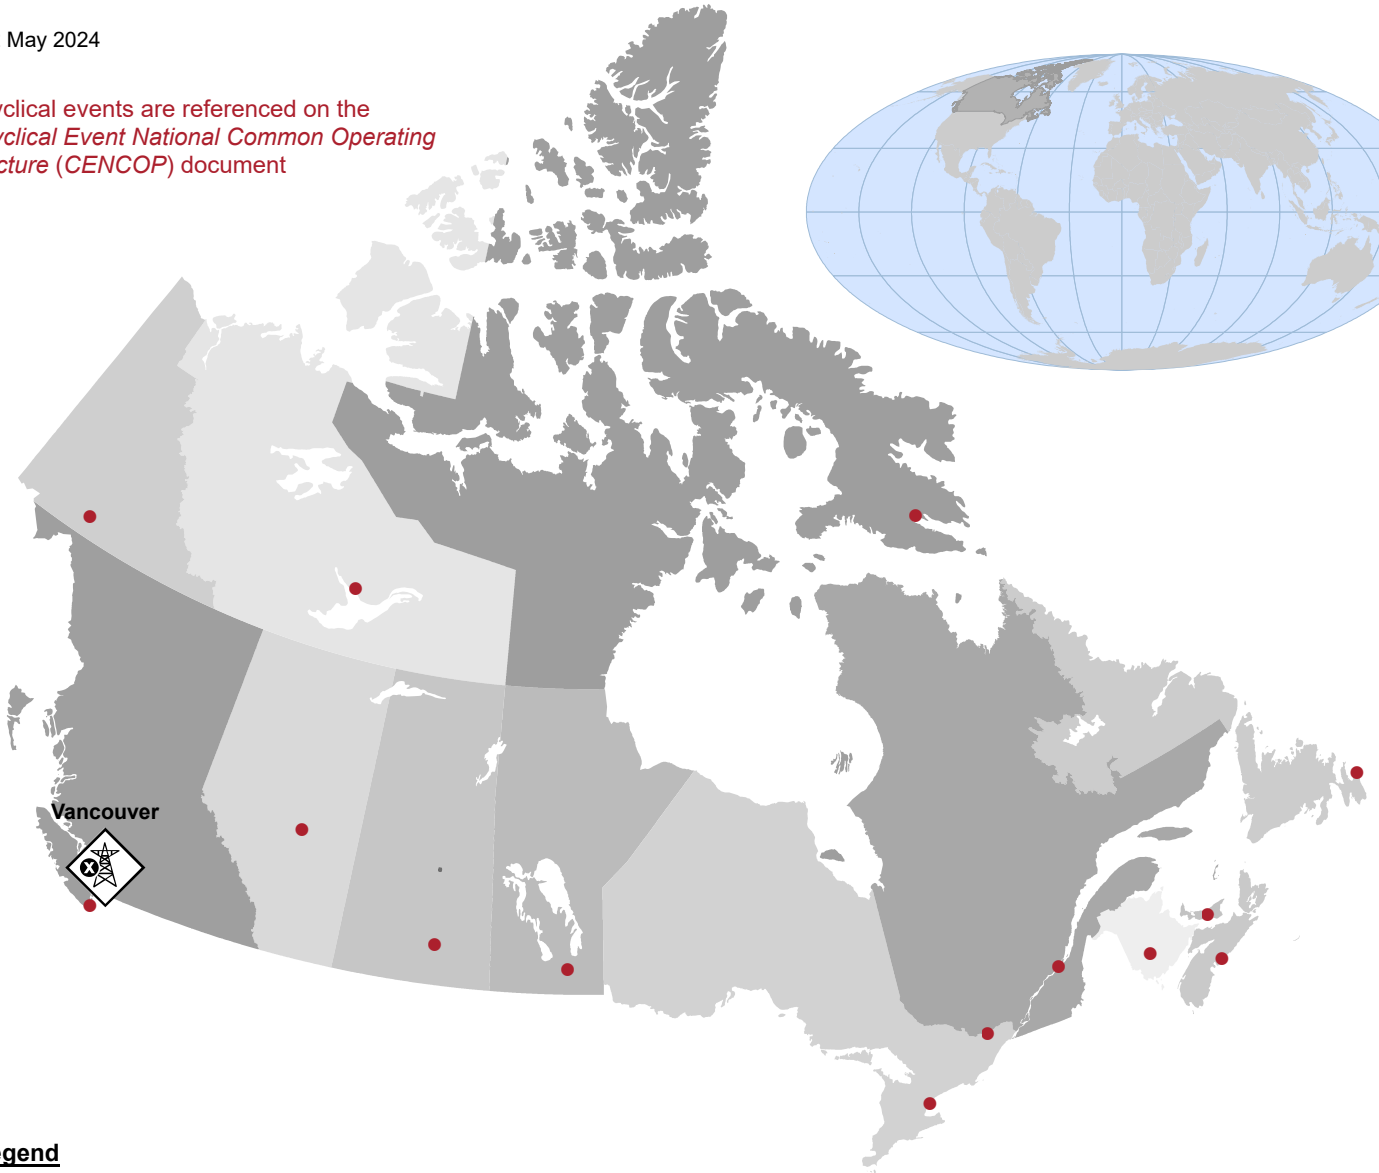 May 2024
yclical events are referenced on the
yclical Event National Common Operating
cture (CENCOP) document
Vancouver
X
egend